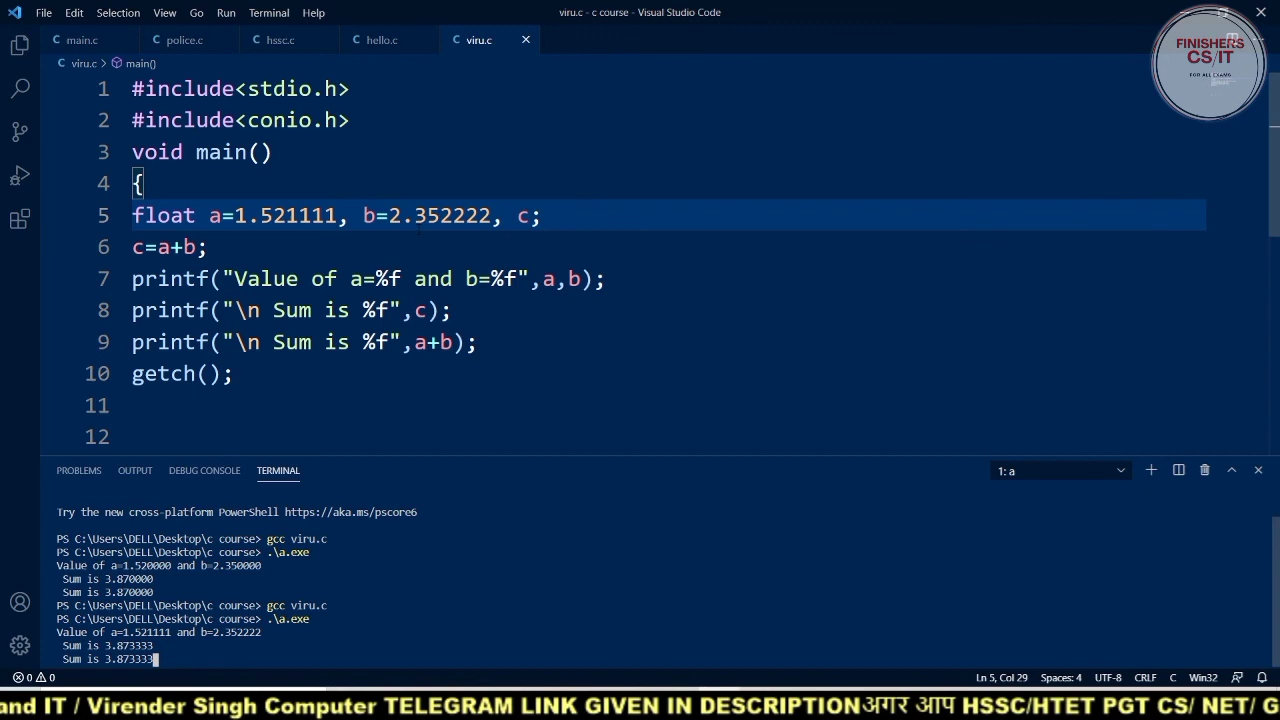 File Edit Selection View Go Run Terminal Help
viru.c - c course - Visual Studio Code
main.c police.c hssc.c hello.c viru.c
FINISHERS
CS/IT
FOR ALL EXAMS
viru.c > main()
1 #include<stdio.h>
2 #include<conio.h>
3 void main()
4 {
5 float a=1.521111, b=2.352222, c;
6 c=a+b;
7 printf("Value of a=%f and b=%f",a,b);
8 printf("\n Sum is %f",c);
9 printf("\n Sum is %f",a+b);
10 getch();
11
12
PROBLEMS OUTPUT DEBUG CONSOLE TERMINAL
1: a
Try the new cross-platform PowerShell https://aka.ms/pscore6
PS C:\Users\DELL\Desktop\c course> gcc viru.c
PS C:\Users\DELL\Desktop\c course> .\a.exe
Value of a=1.520000 and b=2.350000
Sum is 3.870000
Sum is 3.870000
PS C:\Users\DELL\Desktop\c course> gcc viru.c
PS C:\Users\DELL\Desktop\c course> .\a.exe
Value of a=1.521111 and b=2.352222
Sum is 3.873333
Sum is 3.873333
0 0
Ln 5, Col 29 Spaces: 4 UTF-8 CRLF C Win32
and IT / Virender Singh Computer TELEGRAM LINK GIVEN IN DESCRIPTIONअगर आप HSSC/HTET PGT CS/ NET/ G